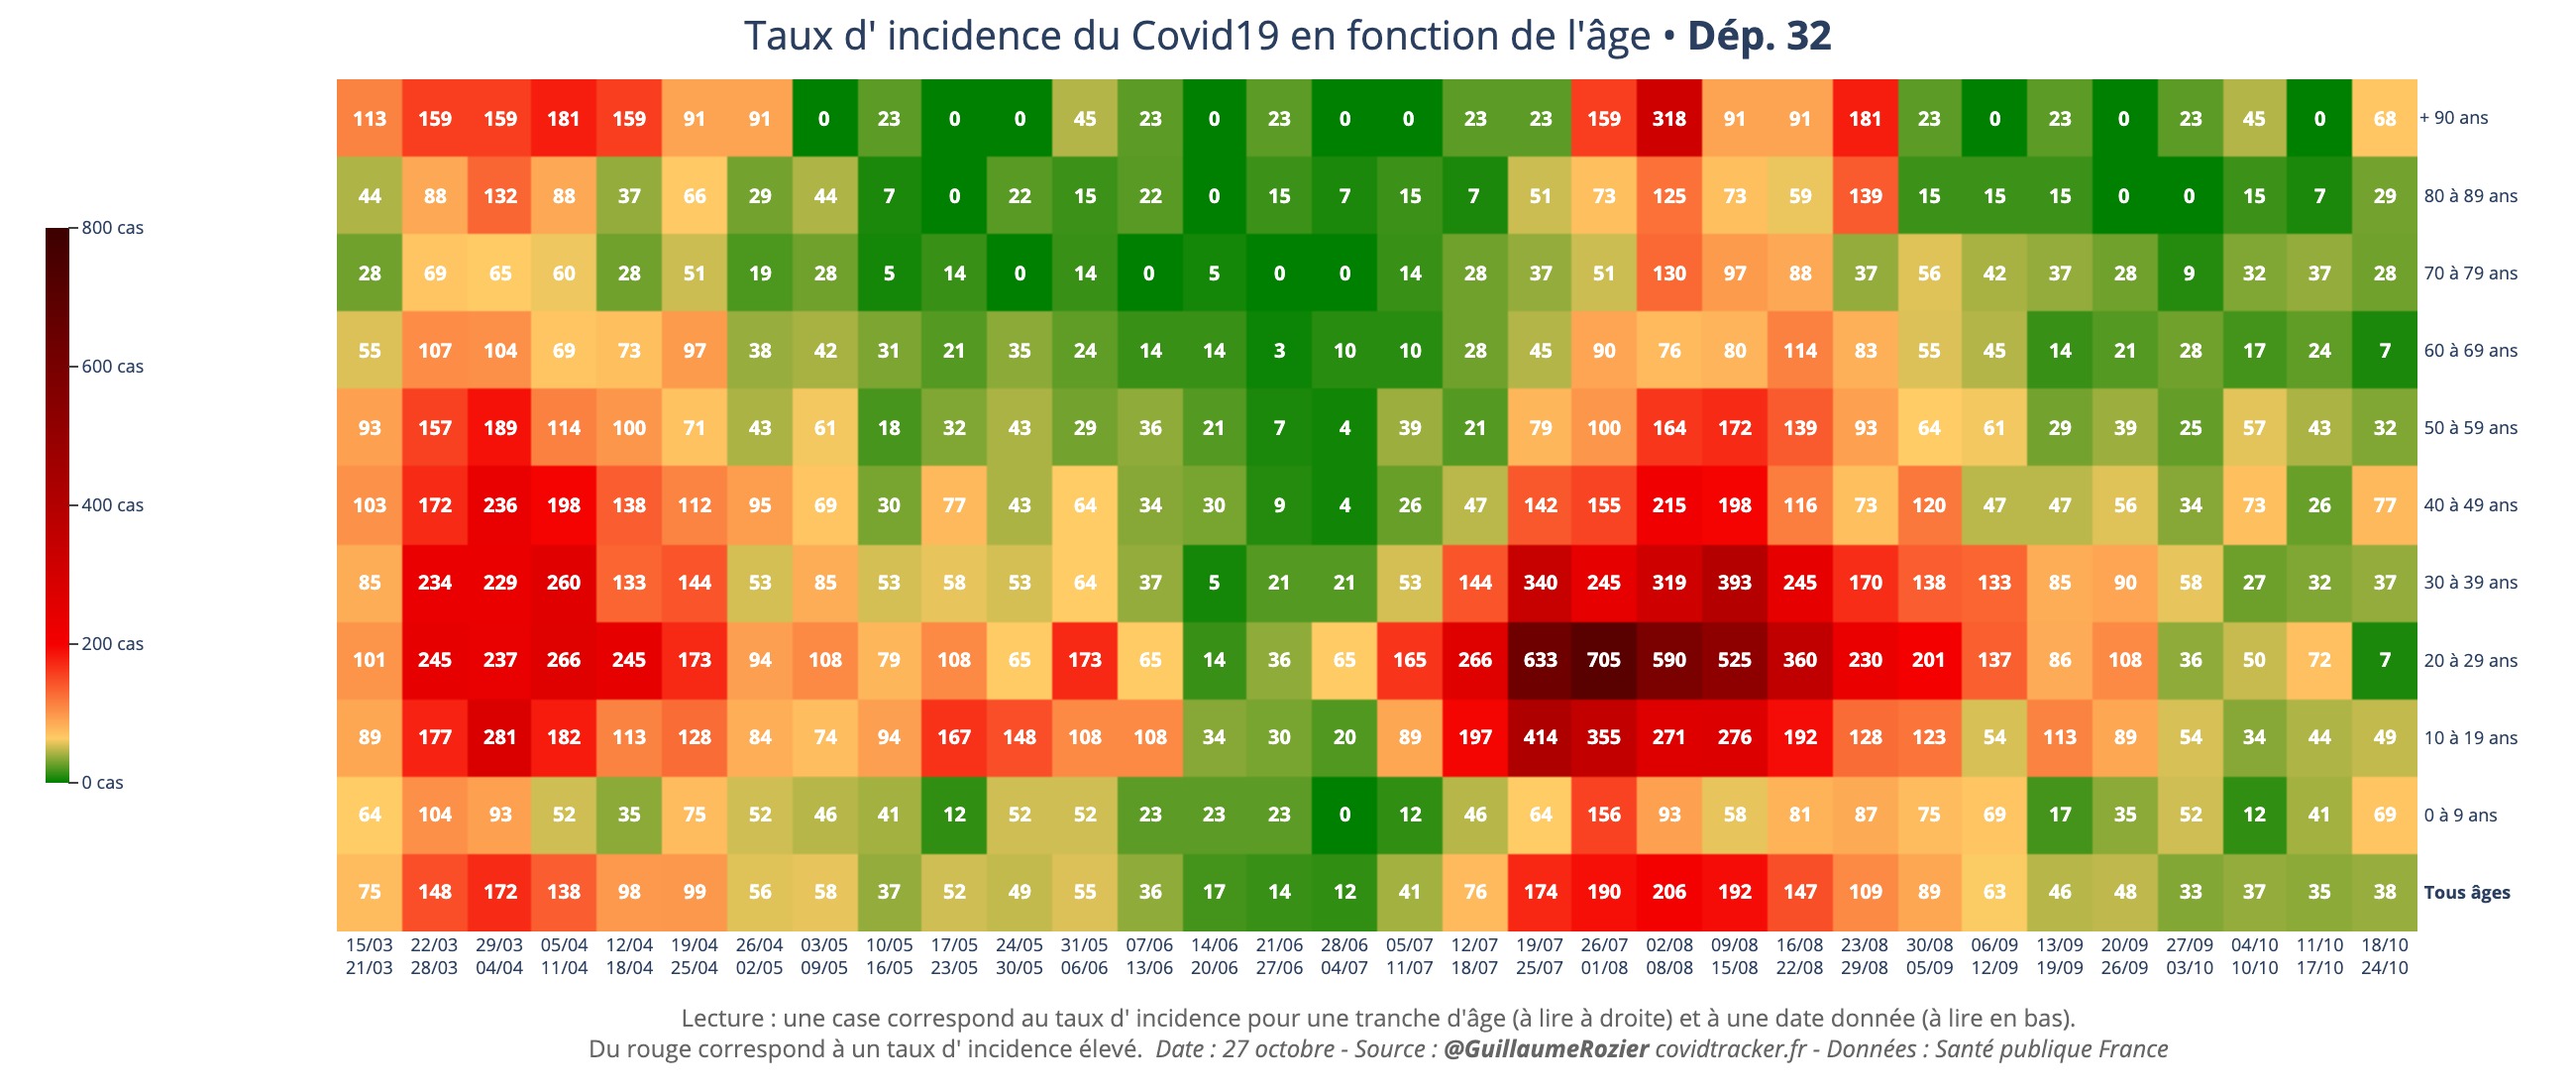 Taux d' incidence du Covid19 en fonction de l'âge • Dép. 32
800 cas
600 cas
400 cas
200 cas
0 cas
113 159 159 181 159 91 91 0 23 0 0 45 23 0 23 0 0 23 23 159 318 91 91 181 23 0 23 0 23 45 0 68 + 90 ans
44 88 132 88 37 66 29 44 7 0 22 15 22 0 15 7 15 7 51 73 125 73 59 139 15 15 15 0 0 15 7 29 80 à 89 ans
28 69 65 60 28 51 19 28 5 14 0 14 0 5 0 0 14 28 37 51 130 97 88 37 56 42 37 28 9 32 37 28 70 à 79 ans
55 107 104 69 73 97 38 42 31 21 35 24 14 14 3 10 10 28 45 90 76 80 114 83 55 45 14 21 28 17 24 7 60 à 69 ans
93 157 189 114 100 71 43 61 18 32 43 29 36 21 7 4 39 21 79 100 164 172 139 93 64 61 29 39 25 57 43 32 50 à 59 ans
103 172 236 198 138 112 95 69 30 77 43 64 34 30 9 4 26 47 142 155 215 198 116 73 120 47 47 56 34 73 26 77 40 à 49 ans
85 234 229 260 133 144 53 85 53 58 53 64 37 5 21 21 53 144 340 245 319 393 245 170 138 133 85 90 58 27 32 37 30 à 39 ans
101 245 237 266 245 173 94 108 79 108 65 173 65 14 36 65 165 266 633 705 590 525 360 230 201 137 86 108 36 50 72 7 20 à 29 ans
89 177 281 182 113 128 84 74 94 167 148 108 108 34 30 20 89 197 414 355 271 276 192 128 123 54 113 89 54 34 44 49 10 à 19 ans
64 104 93 52 35 75 52 46 41 12 52 52 23 23 23 0 12 46 64 156 93 58 81 87 75 69 17 35 52 12 41 69 0 à 9 ans
75 148 172 138 98 99 56 58 37 52 49 55 36 17 14 12 41 76 174 190 206 192 147 109 89 63 46 48 33 37 35 38 Tous âges
15/03 22/03 29/03 05/04 12/04 19/04 26/04 03/05 10/05 17/05 24/05 31/05 07/06 14/06 21/06 28/06 05/07 12/07 19/07 26/07 02/08 09/08 16/08 23/08 30/08 06/09 13/09 20/09 27/09 04/10 11/10 18/10
21/03 28/03 04/04 11/04 18/04 25/04 02/05 09/05 16/05 23/05 30/05 06/06 13/06 20/06 27/06 04/07 11/07 18/07 25/07 01/08 08/08 15/08 22/08 29/08 05/09 12/09 19/09 26/09 03/10 10/10 17/10 24/10
Lecture : une case correspond au taux d' incidence pour une tranche d'âge (à lire à droite) et à une date donnée (à lire en bas).
Du rouge correspond à un taux d' incidence élevé. Date : 27 octobre - Source : @GuillaumeRozier covidtracker.fr - Données : Santé publique France